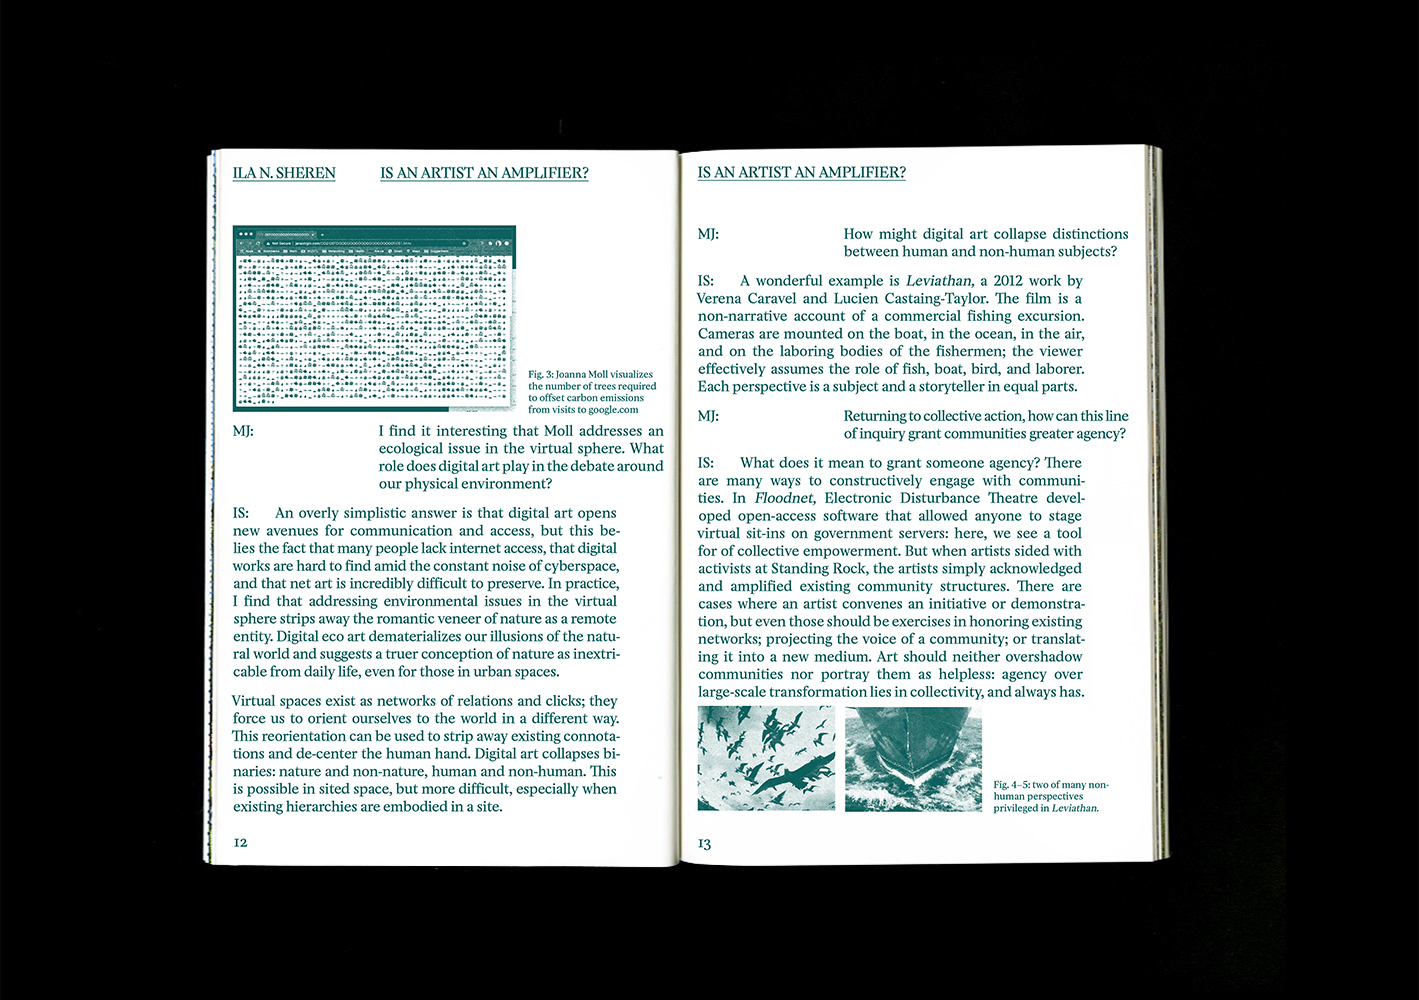 ILA N. SHEREN IS AN ARTIST AN AMPLIFIER?
Fig. 3: Joanna Moll visualizes
the number of trees required
to offset carbon emissions
from visits to google.com
MJ: I find it interesting that Moll addresses an
ecological issue in the virtual sphere. What
role does digital art play in the debate around
our physical environment?
IS: An overly simplistic answer is that digital art opens
new avenues for communication and access, but this be-
lies the fact that many people lack internet access, that digital
works are hard to find amid the constant noise of cyberspace,
and that net art is incredibly difficult to preserve. In practice,
I find that addressing environmental issues in the virtual
sphere strips away the romantic veneer of nature as a remote
entity. Digital eco art dematerializes our illusions of the natu-
ral world and suggests a truer conception of nature as inextri-
cable from daily life, even for those in urban spaces.
Virtual spaces exist as networks of relations and clicks; they
force us to orient ourselves to the world in a different way.
This reorientation can be used to strip away existing connota-
tions and de-center the human hand. Digital art collapses bi-
naries: nature and non-nature, human and non-human. This
is possible in sited space, but more difficult, especially when
existing hierarchies are embodied in a site.
12
IS AN ARTIST AN AMPLIFIER?
MJ: How might digital art collapse distinctions
between human and non-human subjects?
IS: A wonderful example is Leviathan, a 2012 work by
Verena Caravel and Lucien Castaing-Taylor. The film is a
non-narrative account of a commercial fishing excursion.
Cameras are mounted on the boat, in the ocean, in the air,
and on the laboring bodies of the fishermen; the viewer
effectively assumes the role of fish, boat, bird, and laborer.
Each perspective is a subject and a storyteller in equal parts.
MJ: Returning to collective action, how can this line
of inquiry grant communities greater agency?
IS: What does it mean to grant someone agency? There
are many ways to constructively engage with communi-
ties. In Floodnet, Electronic Disturbance Theatre devel-
oped open-access software that allowed anyone to stage
virtual sit-ins on government servers: here, we see a tool
for of collective empowerment. But when artists sided with
activists at Standing Rock, the artists simply acknowledged
and amplified existing community structures. There are
cases where an artist convenes an initiative or demonstra-
tion, but even those should be exercises in honoring existing
networks; projecting the voice of a community; or translat-
ing it into a new medium. Art should neither overshadow
communities nor portray them as helpless: agency over
large-scale transformation lies in collectivity, and always has.
Fig. 4–5: two of many non-
human perspectives
privileged in Leviathan.
13